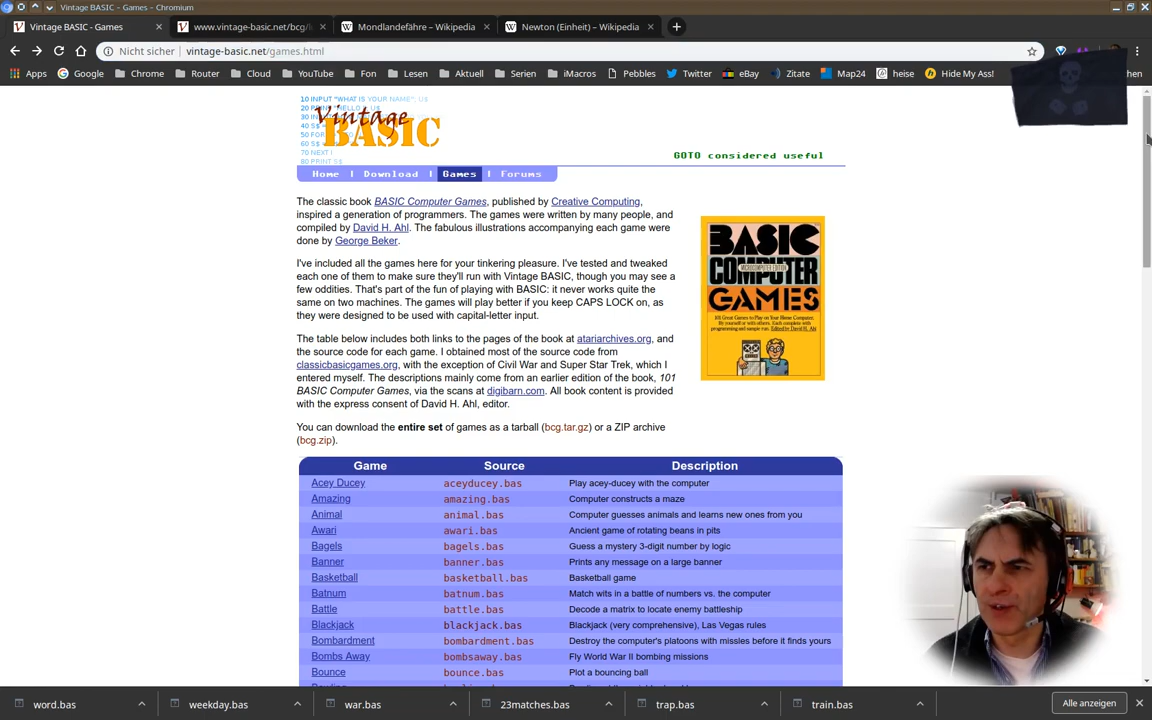 Vintage BASIC - Games – Chromium
Vintage BASIC - Games
www.vintage-basic.net/bcg/
Mondlandefähre – Wikipedia
Newton (Einheit) – Wikipedia
Nicht sicher
vintage-basic.net/games.html
Apps
Google
Chrome
Router
Cloud
YouTube
Fon
Lesen
Aktuell
Serien
iMacros
Pebbles
Twitter
eBay
Zitate
Map24
heise
Hide My Ass!
10 INPUT "WHAT IS YOUR NAME"; U$
Vintage
BASIC
70 NEXT I
80 PRINT S$
GOTO considered useful
Home | Download | Games | Forums
The classic book BASIC Computer Games, published by Creative Computing,
inspired a generation of programmers. The games were written by many people, and
compiled by David H. Ahl. The fabulous illustrations accompanying each game were
done by George Beker.
I've included all the games here for your tinkering pleasure. I've tested and tweaked
each one of them to make sure they'll run with Vintage BASIC, though you may see a
few oddities. That's part of the fun of playing with BASIC: it never works quite the
same on two machines. The games will play better if you keep CAPS LOCK on, as
they were designed to be used with capital-letter input.
BASIC
COMPUTER
MICROCOMPUTER EDITION
GAMES
The table below includes both links to the pages of the book at atariarchives.org, and
the source code for each game. I obtained most of the source code from
classicbasicgames.org, with the exception of Civil War and Super Star Trek, which I
entered myself. The descriptions mainly come from an earlier edition of the book, 101
BASIC Computer Games, via the scans at digibarn.com. All book content is provided
with the express consent of David H. Ahl, editor.
You can download the entire set of games as a tarball (bcg.tar.gz) or a ZIP archive
(bcg.zip).
Game Source Description
Acey Ducey aceyducey.bas Play acey-ducey with the computer
Amazing amazing.bas Computer constructs a maze
Animal animal.bas Computer guesses animals and learns new ones from you
Awari awari.bas Ancient game of rotating beans in pits
Bagels bagels.bas Guess a mystery 3-digit number by logic
Banner banner.bas Prints any message on a large banner
Basketball basketball.bas Basketball game
Batnum batnum.bas Match wits in a battle of numbers vs. the computer
Battle battle.bas Decode a matrix to locate enemy battleship
Blackjack blackjack.bas Blackjack (very comprehensive), Las Vegas rules
Bombardment bombardment.bas Destroy the computer's platoons with missles before it finds yours
Bombs Away bombsaway.bas Fly World War II bombing missions
Bounce bounce.bas Plot a bouncing ball
word.bas
weekday.bas
war.bas
23matches.bas
trap.bas
train.bas
Alle anzeigen